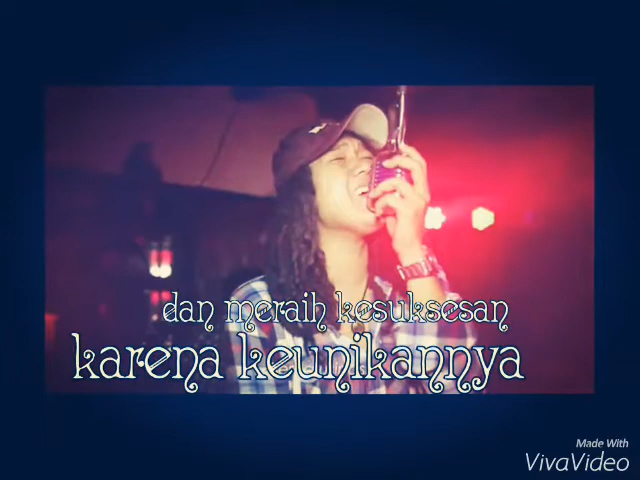 dan meraih kesuksesan
karena keunikannya
Made With
VivaVideo